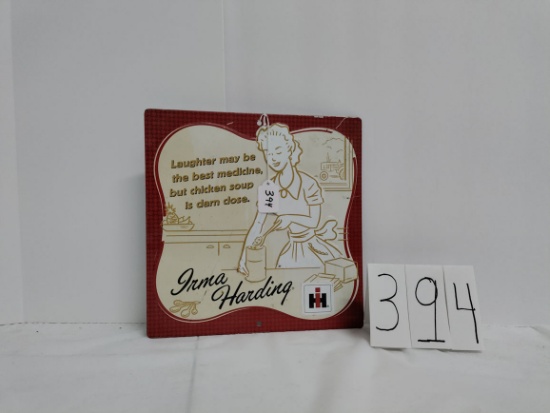 Laughter may be
the best medicine,
but chicken soup
is darn close.
394
Irma
Harding
IH
394